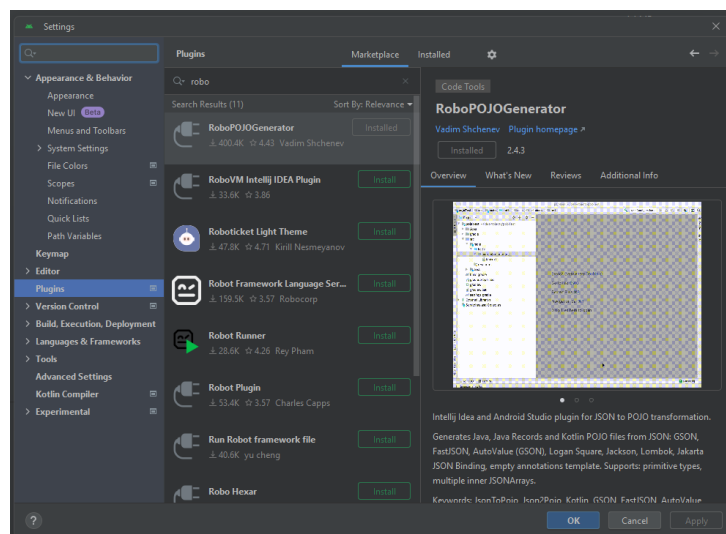 Settings
Appearance & Behavior
Appearance
New UI Beta
Menus and Toolbars
System Settings
File Colors
Scopes
Notifications
Quick Lists
Path Variables
Keymap
Editor
Plugins
Version Control
Build, Execution, Deployment
Languages & Frameworks
Tools
Advanced Settings
Kotlin Compiler
Experimental
Plugins
Marketplace
Installed
robo
Search Results (11)
Sort By: Relevance
RoboPOJOGenerator
Installed
400.4K 4.43 Vadim Shchenev
RoboVM Intellij IDEA Plugin
Install
33.6K 3.86
Roboticket Light Theme
Install
47.8K 4.71 Kirill Nesmeyanov
Robot Framework Language Ser...
Install
159.5K 3.57 Robocorp
Robot Runner
Install
28.6K 4.26 Rey Pham
Robot Plugin
Install
53.4K 3.57 Charles Capps
Run Robot framework file
Install
40.6K yu cheng
Robo Hexar
Install
Code Tools
RoboPOJOGenerator
Vadim Shchenev Plugin homepage ↗
Installed 2.4.3
Overview
What's New
Reviews
Additional Info
Intellij Idea and Android Studio plugin for JSON to POJO transformation.
Generates Java, Java Records and Kotlin POJO files from JSON: GSON,
FastJSON, AutoValue (GSON), Logan Square, Jackson, Lombok, Jakarta
JSON Binding, empty annotations template. Supports: primitive types,
multiple inner JSONArrays.
Keywords: JsonToPojo, Json2Pojo, Kotlin, GSON, FastJSON, AutoValue
?
OK
Cancel
Apply